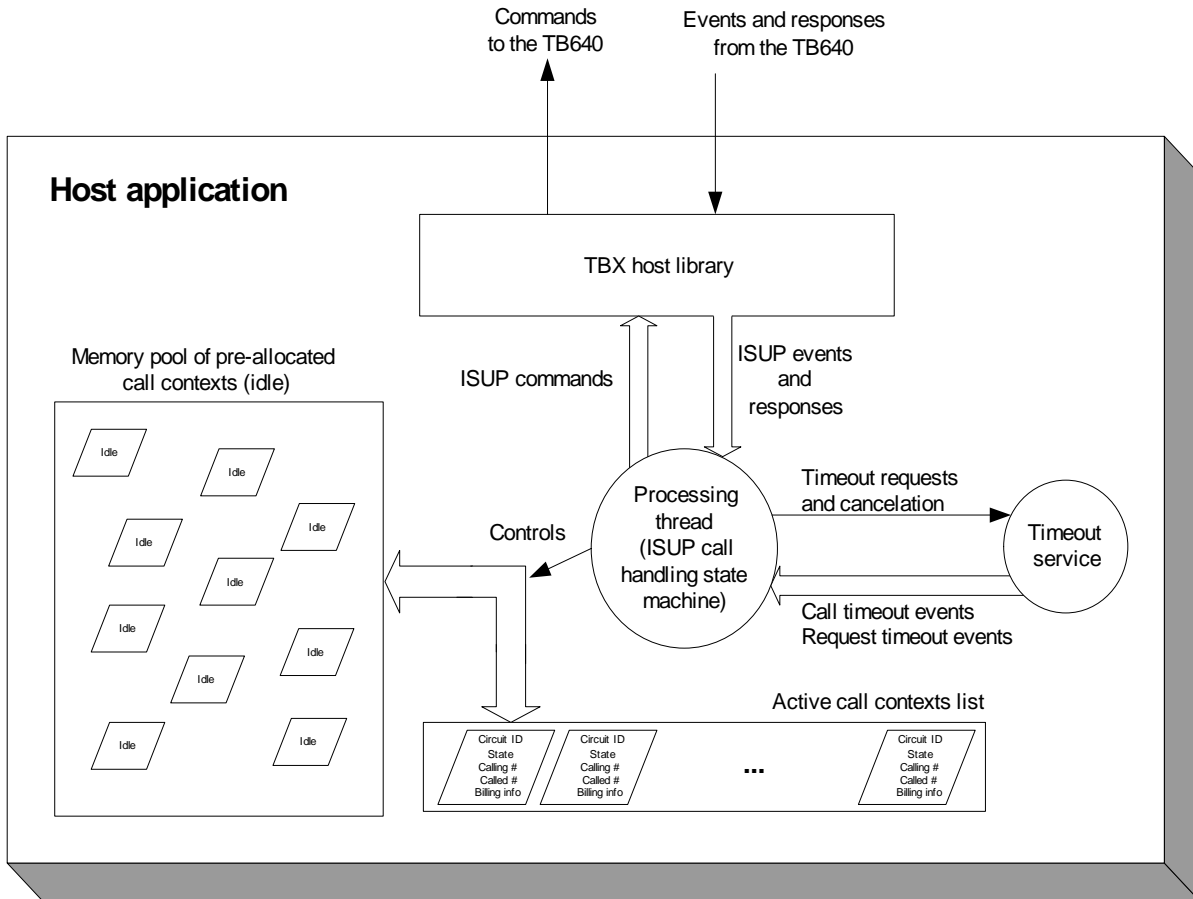 Commands
to the TB640
Events and responses
from the TB640
Host application
TBX host library
Memory pool of pre-allocated
call contexts (idle)
ISUP commands
ISUP events
and
responses
Idle
Idle
Idle
Idle
Idle
Idle
Idle
Idle
Idle
Idle
Controls
Processing
thread
(ISUP call
handling state
machine)
Timeout requests
and cancelation
Timeout
service
Call timeout events
Request timeout events
Active call contexts list
Circuit ID
State
Calling #
Called #
Billing info
Circuit ID
State
Calling #
Called #
Billing info
...
Circuit ID
State
Calling #
Called #
Billing info